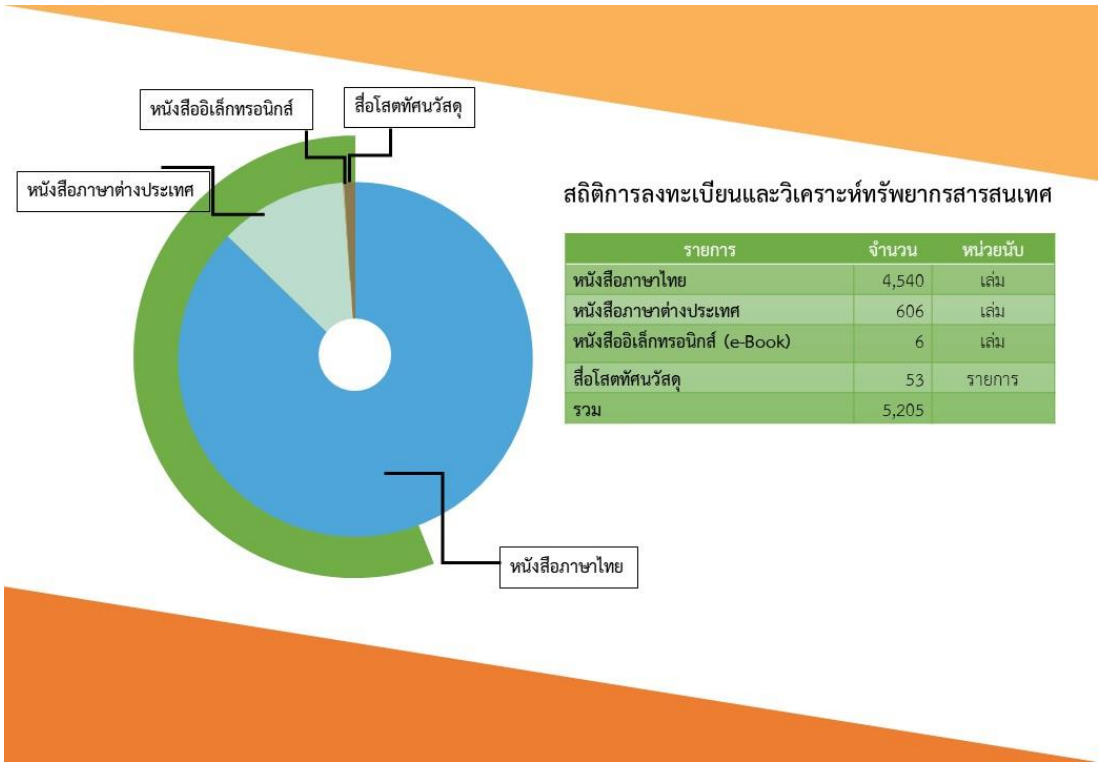 หนังสืออิเล็กทรอนิกส์
สื่อโสตทัศนวัสดุ
หนังสือภาษาต่างประเทศ
หนังสือภาษาไทย
สถิติการลงทะเบียนและวิเคราะห์ทรัพยากรสารสนเทศ
รายการ จำนวน หน่วยนับ
หนังสือภาษาไทย 4,540 เล่ม
หนังสือภาษาต่างประเทศ 606 เล่ม
หนังสืออิเล็กทรอนิกส์ (e-Book) 6 เล่ม
สื่อโสตทัศนวัสดุ 53 รายการ
รวม 5,205